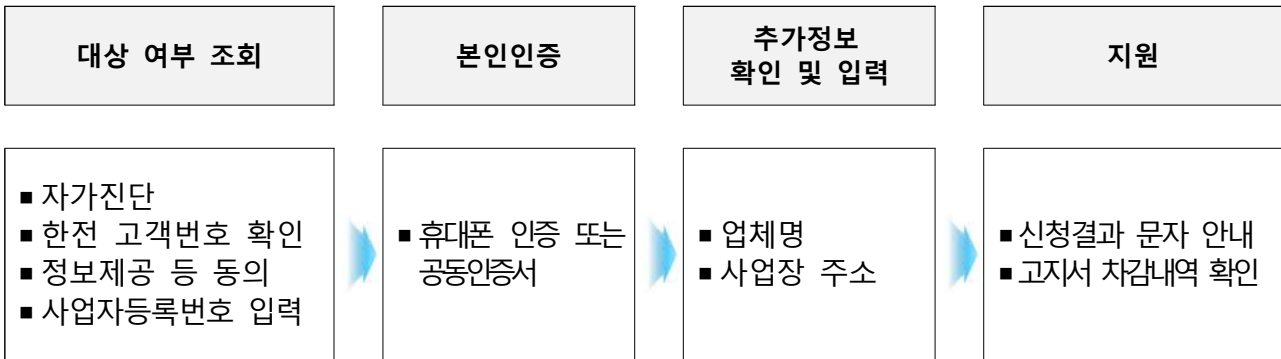 대상 여부 조회
본인인증
추가정보
확인 및 입력
지원
■ 자가진단
■ 한전 고객번호 확인
■ 정보제공 등 동의
■ 사업자등록번호 입력
■ 휴대폰 인증 또는
공동인증서
■ 업체명
■ 사업장 주소
■ 신청결과 문자 안내
■ 고지서 차감내역 확인